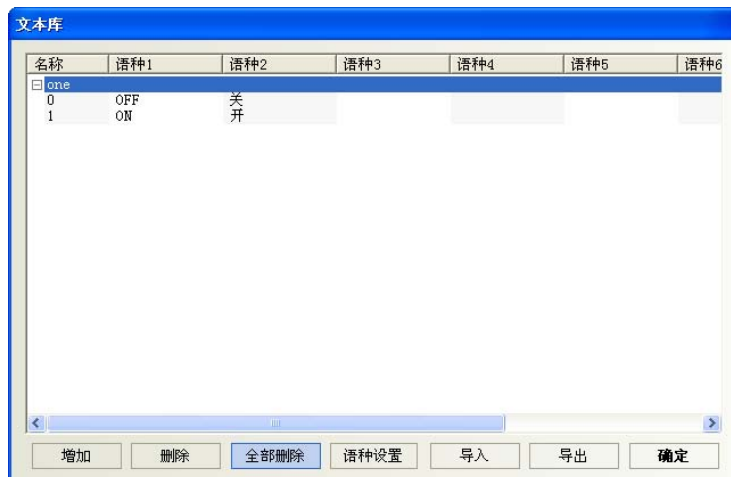 文本库
名称 语种1 语种2 语种3 语种4 语种5 语种6
one
0 OFF 关
1 ON 开
增加 删除 全部删除 语种设置 导入 导出 确定